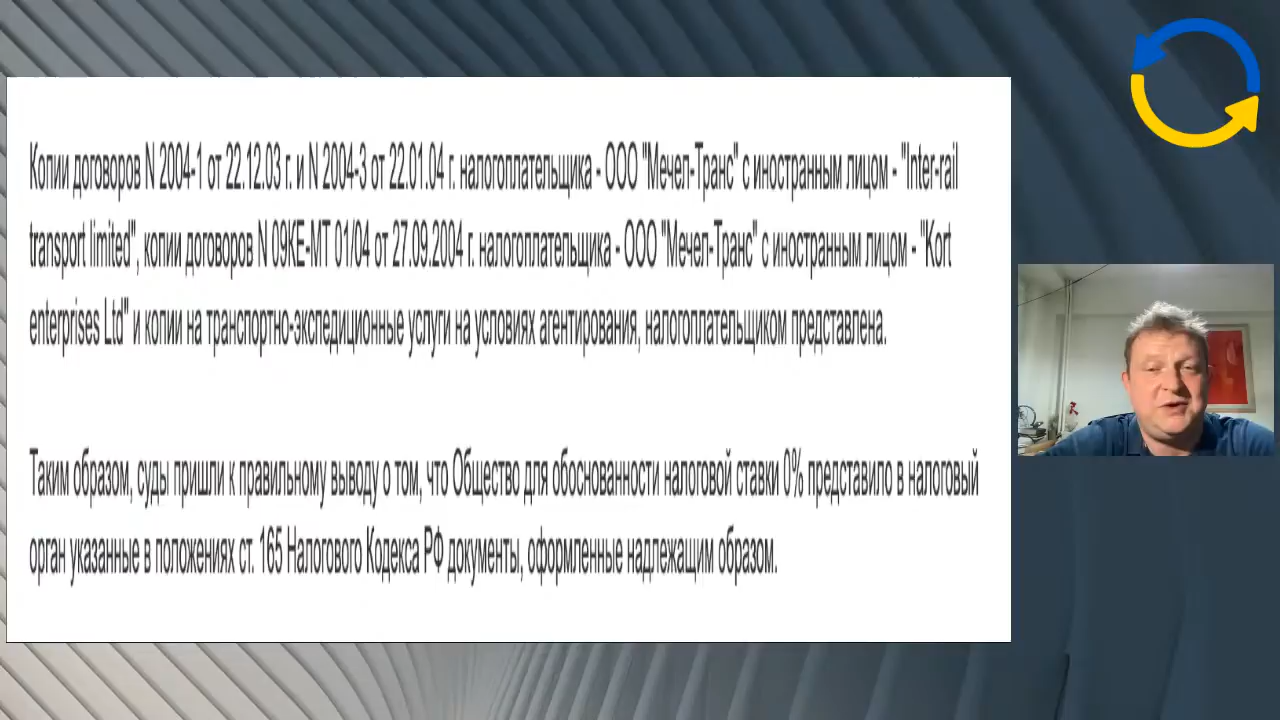 Копии договоров N 2004-1 от 22.12.03 г. и N 2004-3 от 22.01.04 г. налогоплательщика - ООО "Мечел-Транс" с иностранным лицом - "Inter-rail
transport limited", копии договоров N 09КЕ-МТ 01/04 от 27.09.2004 г. налогоплательщика - ООО "Мечел-Транс" с иностранным лицом - "Kort
enterprises Ltd" и копии на транспортно-экспедиционные услуги на условиях агентирования, налогоплательщиком представлена.
Таким образом, суды пришли к правильному выводу о том, что Общество для обоснованности налоговой ставки 0% представило в налоговый
орган указанные в положениях ст. 165 Налогового Кодекса РФ документы, оформленные надлежащим образом.